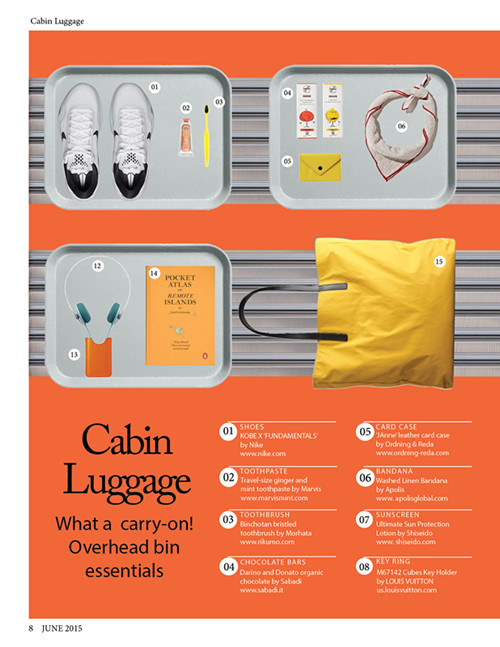 Cabin Luggage
01
02
03
04
05
06
12
13
14
15
POCKET
ATLAS
OF
REMOTE
ISLANDS
Cabin
Luggage
What a carry-on!
Overhead bin
essentials
01 SHOES
KOBE X 'FUNDAMENTALS'
by Nike
www.nike.com
02 TOOTHPASTE
Travel-size ginger and
mint toothpaste by Marvis
www.marvismint.com
03 TOOTHBRUSH
Binchotan bristled
toothbrush by Morhata
www.rikumo.com
04 CHOCOLATE BARS
Darino and Donato organic
chocolate by Sabadi
www.sabadi.it
05 CARD CASE
'JAnne' leather card case
by Ordning & Reda
www.ordning-reda.com
06 BANDANA
Washed Linen Bandana
by Apolis
www. apolisglobal.com
07 SUNSCREEN
Ultimate Sun Protection
Lotion by Shiseido
www. shiseido.com
08 KEY RING
M67142 Cubes Key Holder
by LOUIS VUITTON
us.louisvuitton.com
8 JUNE 2015